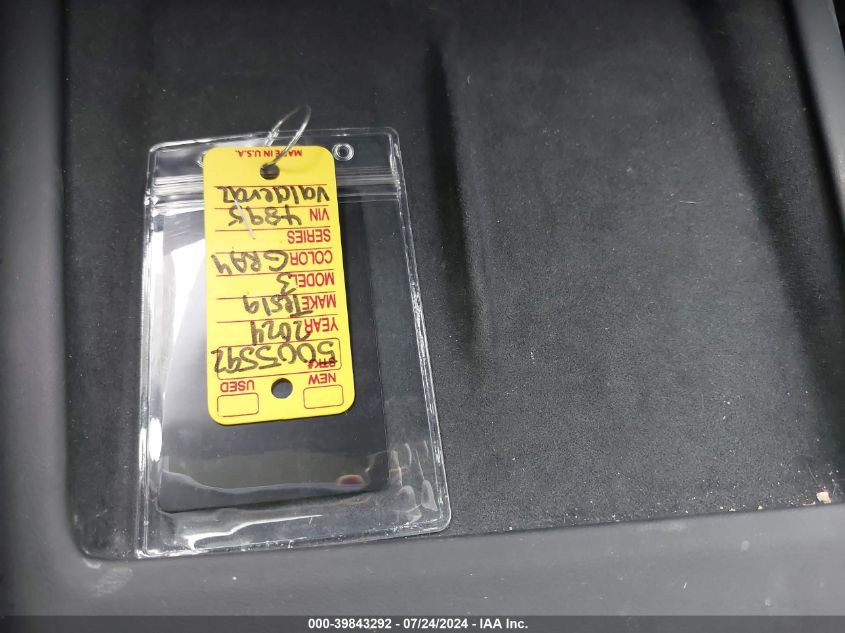 NEW USED
STK# 5005592
YEAR 2024
MAKE Tesla
MODEL 3
COLOR GRAY
SERIES
VIN 4895
MADE IN U.S.A.
000-39843292 / 07/24/2024 - IAA Inc.